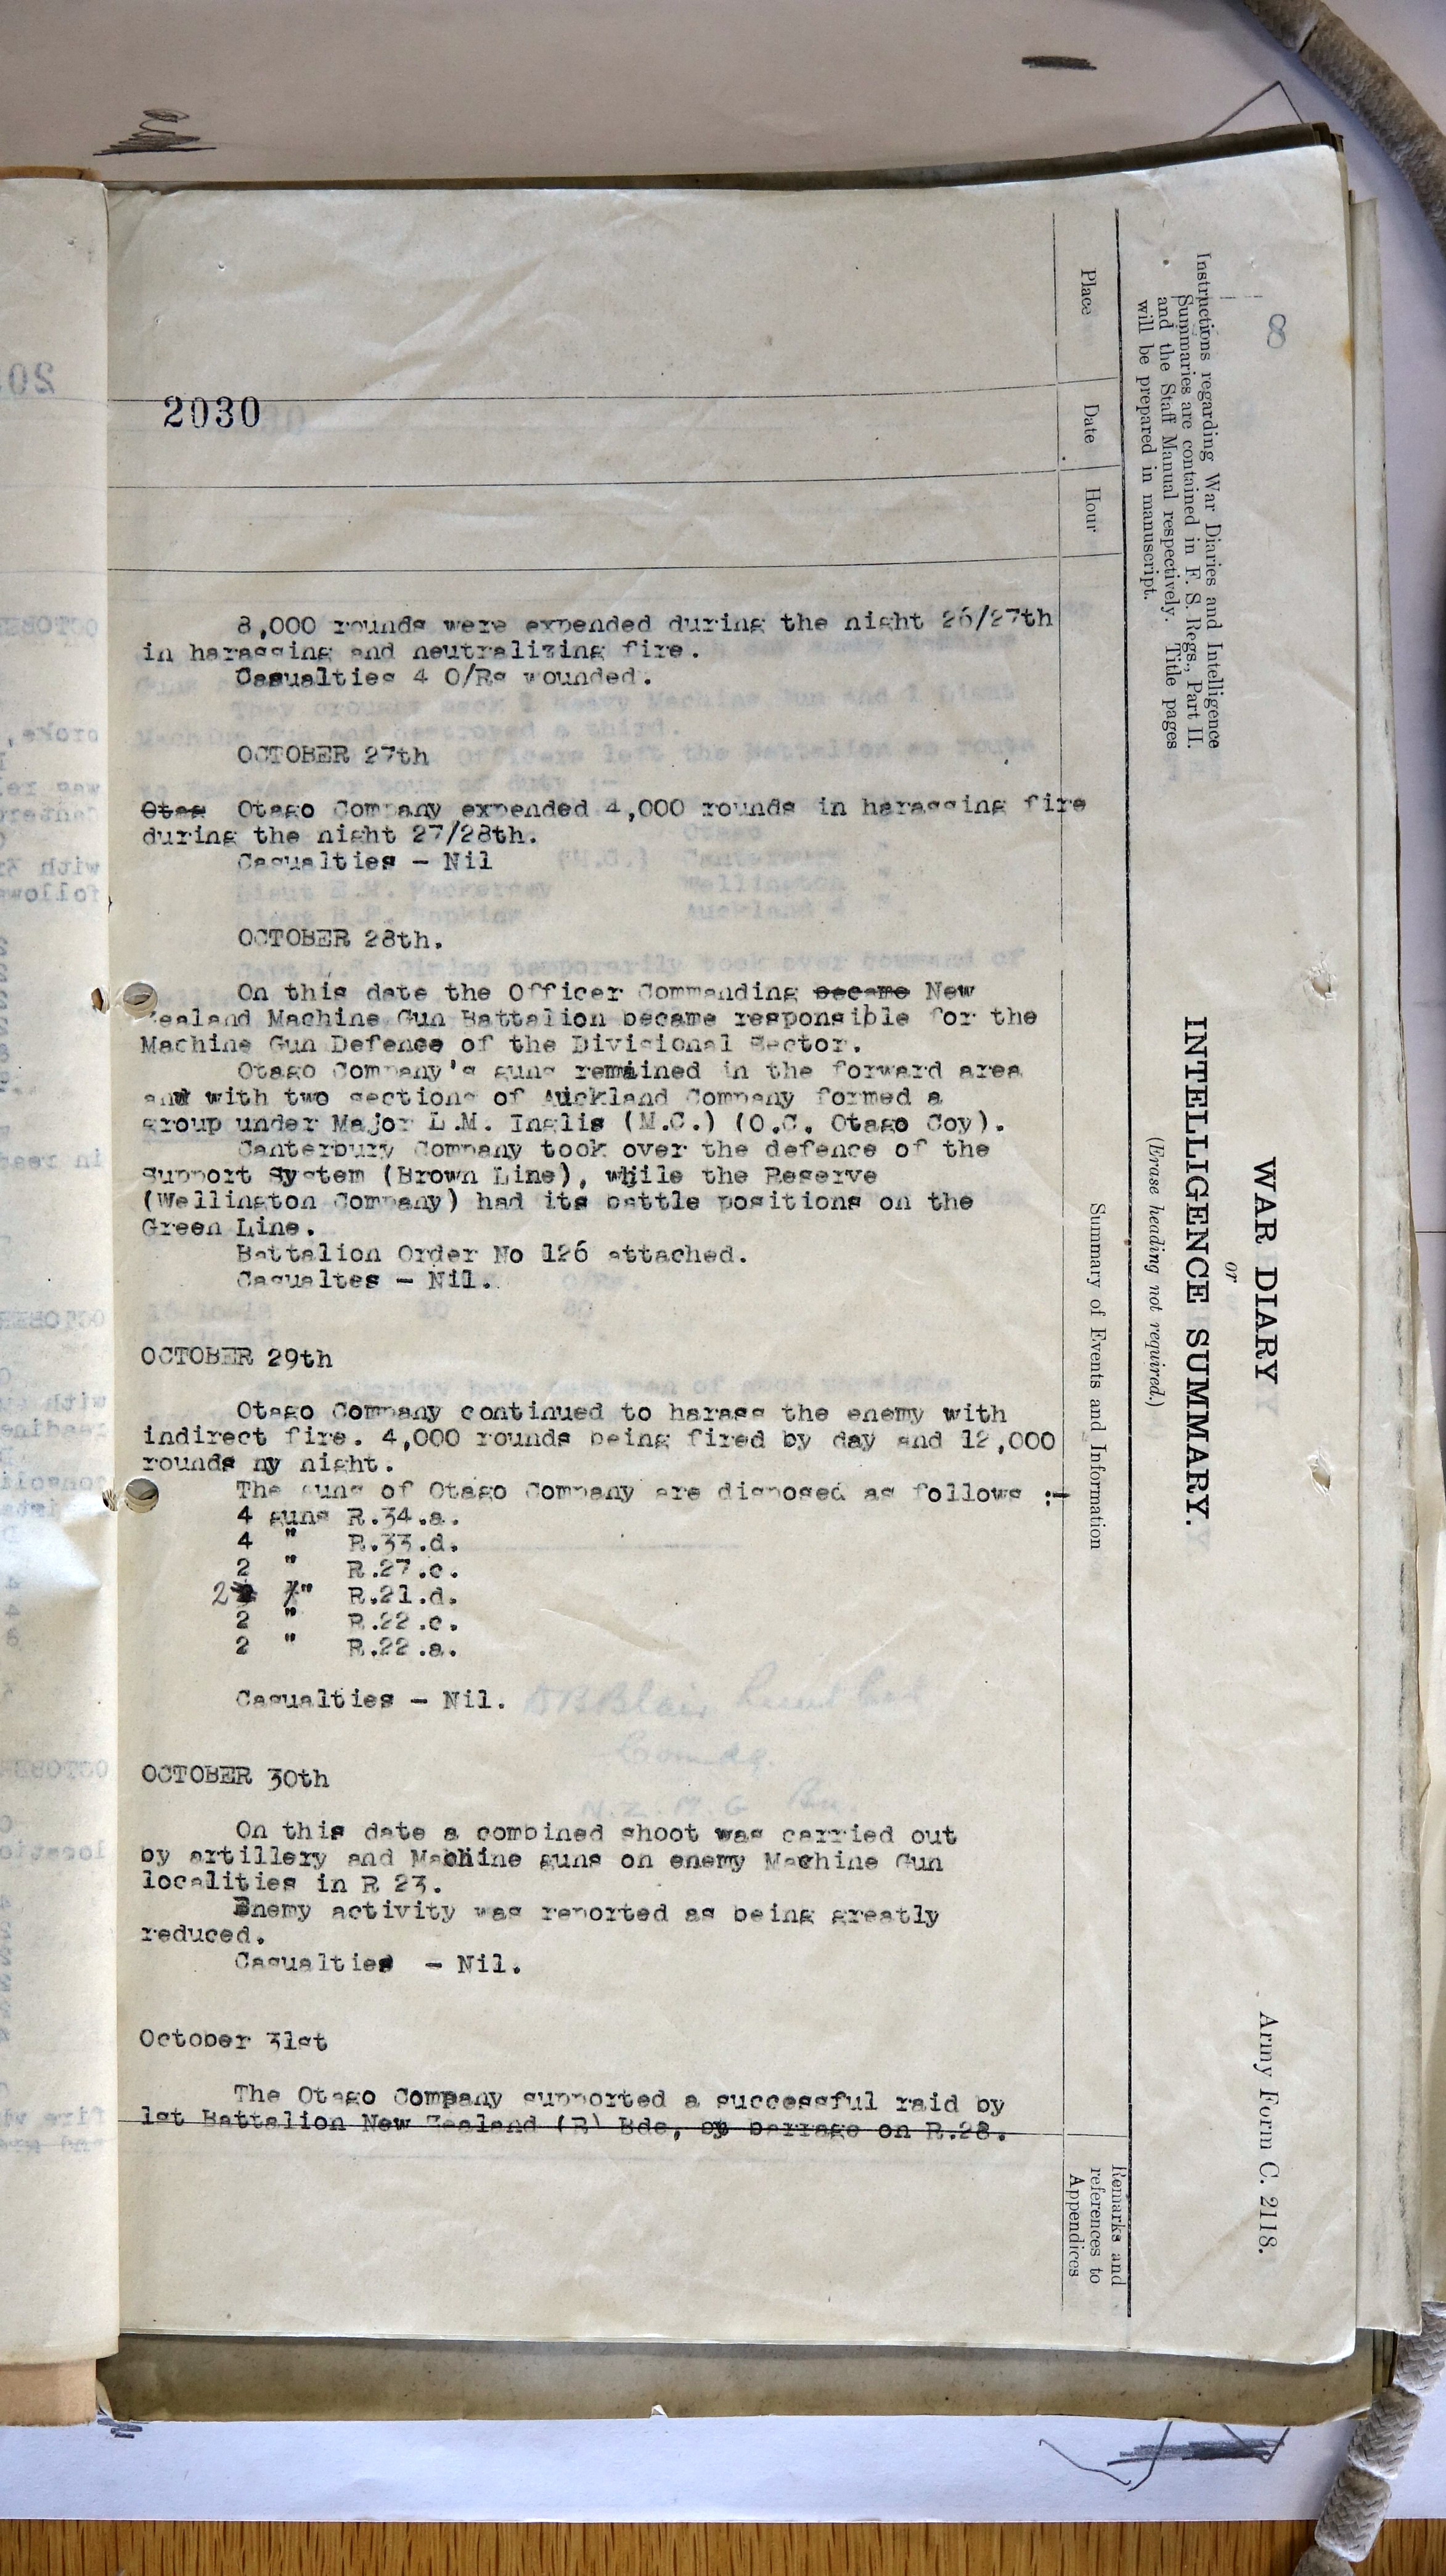 8
Army Form C. 2118.
WAR DIARY
or
INTELLIGENCE SUMMARY.
(Erase heading not required.)
Instructions regarding War Diaries and Intelligence
Summaries are contained in F. S. Regs., Part II.
and the Staff Manual respectively. Title pages
will be prepared in manuscript.
Place
Date
Hour
Summary of Events and Information
Remarks and
references to
Appendices
2030
8,000 rounds were expended during the night 26/27th
in harassing and neutralizing fire.
Casualties 4 O/Rs wounded.
OCTOBER 27th
Otag Otago Company expended 4,000 rounds in harassing fire
during the night 27/28th.
Casualties - Nil
OCTOBER 28th.
On this date the Officer Commanding became New
Zealand Machine Gun Battalion became responsible for the
Machine Gun Defence of the Divisional Sector.
Otago Company's guns remained in the forward area
and with two sections of Auckland Company formed a
group under Major L.M. Inglis (M.C.) (O.C. Otago Coy).
Canterbury Company took over the defence of the
Support System (Brown Line), while the Reserve
(Wellington Company) had its battle positions on the
Green Line.
Battalion Order No 126 attached.
Casualtes - Nil.
OCTOBER 29th
Otago Company continued to harass the enemy with
indirect fire. 4,000 rounds being fired by day and 12,000
rounds ny night.
The guns of Otago Company are disposed as follows :-
4 guns R.34.a.
4 " R.33.d.
2 " R.27.c.
2 " R.21.d.
2 " R.22.c.
2 " R.22.a.
Casualties - Nil.
OCTOBER 30th
On this date a combined shoot was carried out
by artillery and Machine guns on enemy Machine Gun
localities in R 23.
Enemy activity was reported as being greatly
reduced.
Casualties - Nil.
October 31st
The Otago Company supported a successful raid by
1st Battalion New Zealand (R) Bde, by barrage on R.28.